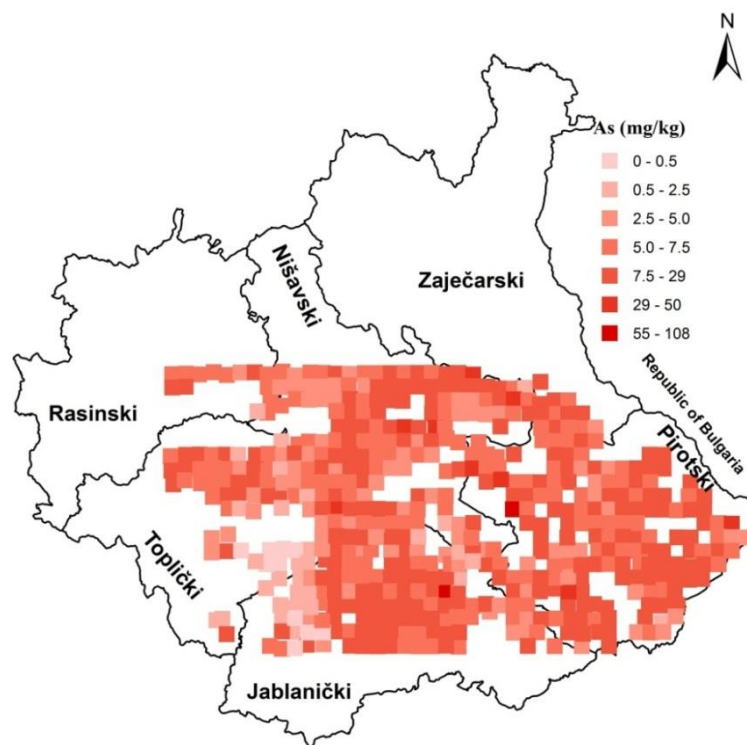 N
As (mg/kg)
0 - 0.5
0.5 - 2.5
2.5 - 5.0
5.0 - 7.5
7.5 - 29
29 - 50
55 - 108
Nišavski
Zaječarski
Republic of Bulgaria
Rasinski
Pirotski
Toplički
Jablanički